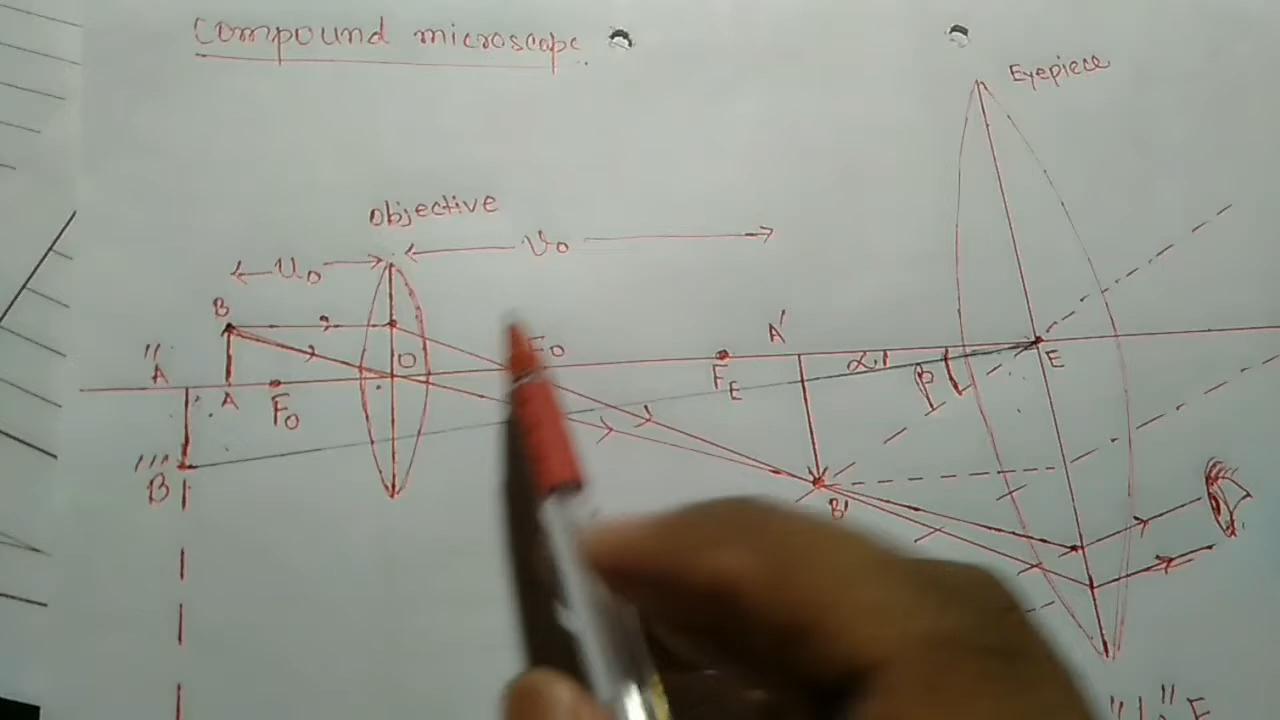 Compound microscope
Eyepiece
Objective
u₀
v₀
B
A'
A"
A
F₀
O
F₀
F_E
α
β
E
B'''
B'